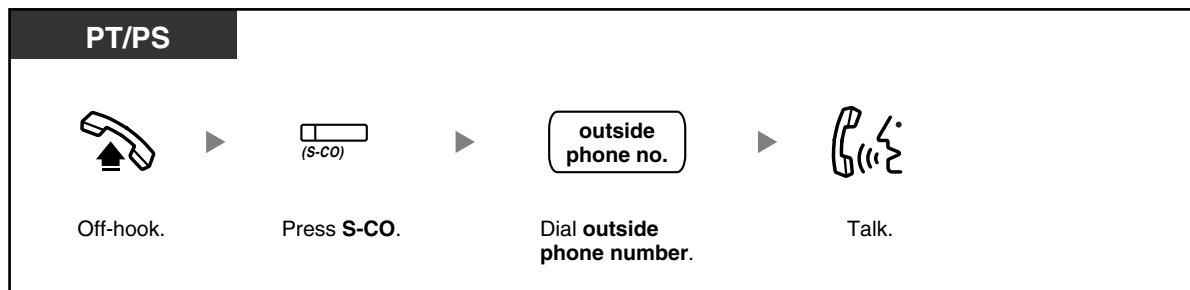 PT/PS
(S-CO)
outside
phone no.
Off-hook.
Press S-CO.
Dial outside
phone number.
Talk.